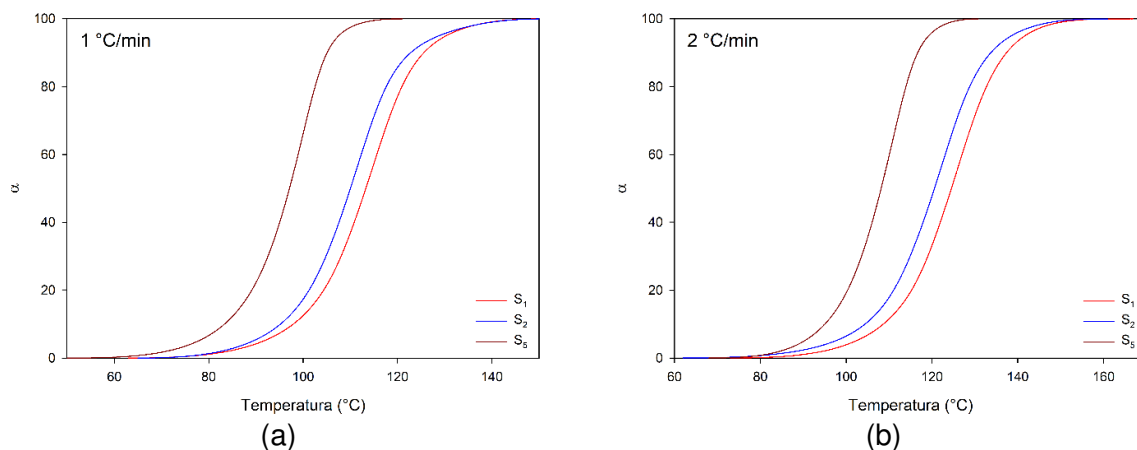 1 °C/min
100
80
60
40
20
0
α
S₁
S₂
S₅
60 80 100 120 140
Temperatura (°C)
(a)
2 °C/min
100
80
60
40
20
0
α
S₁
S₂
S₅
60 80 100 120 140 160
Temperatura (°C)
(b)